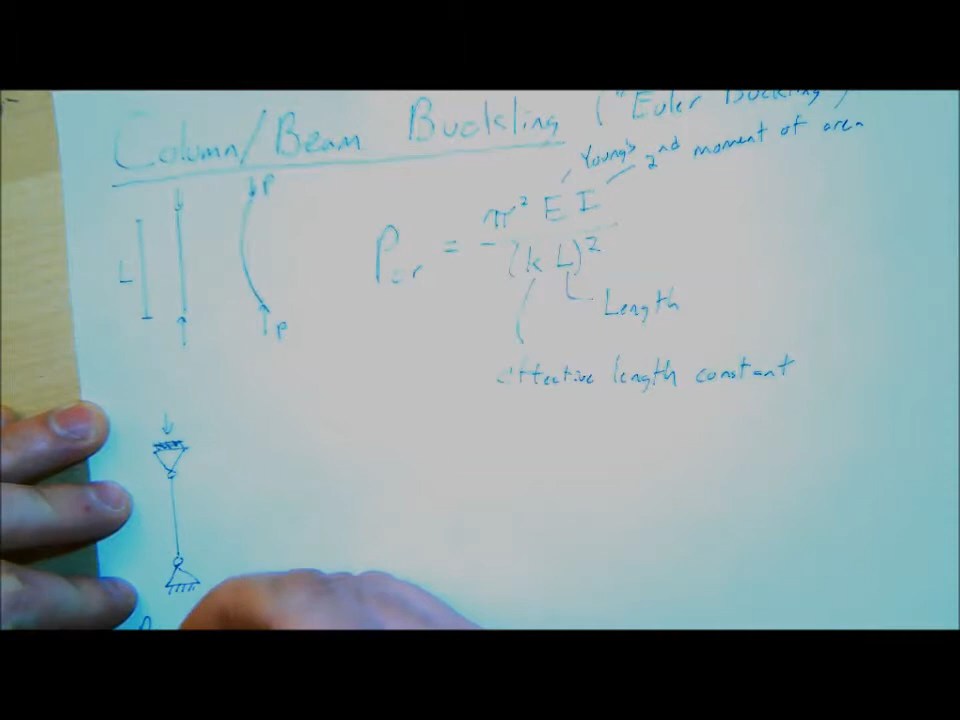 Column/Beam Buckling ("Euler Buckling")
Young's 2nd moment of area
P
L
P
Pcr = π² E I / (k L)²
Length
effective length constant